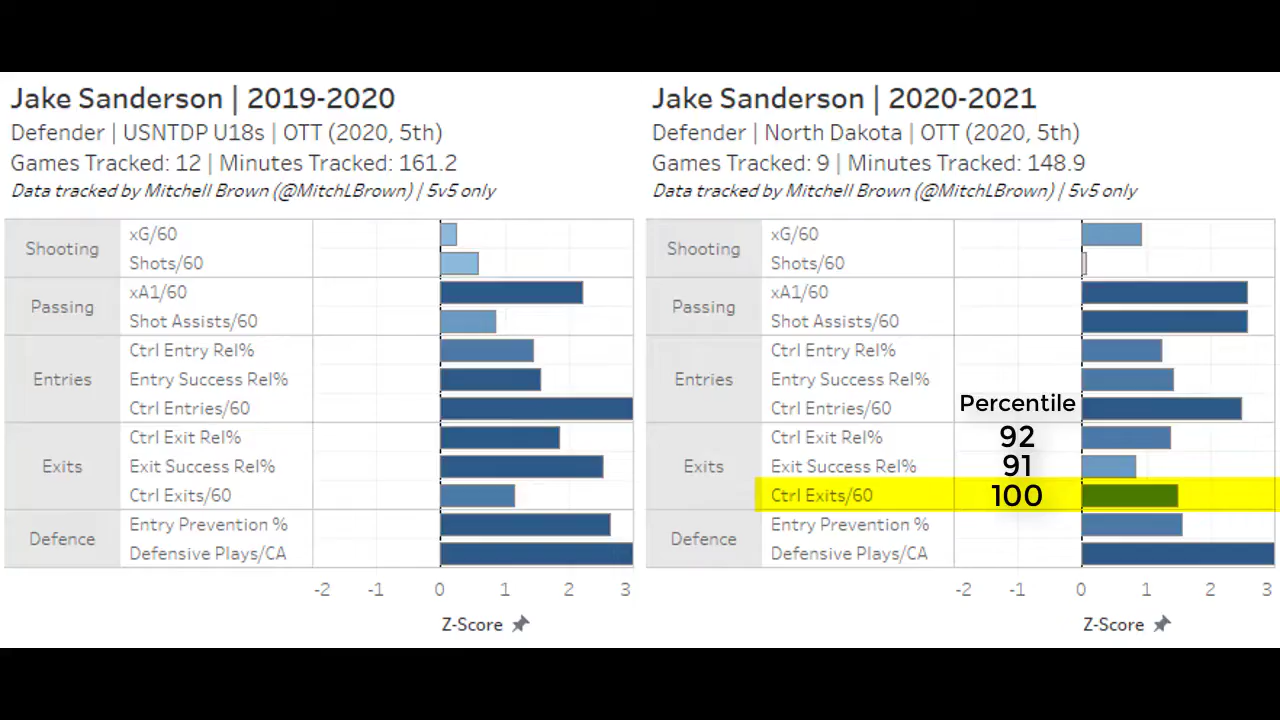 Jake Sanderson | 2019-2020
Defender | USNTDP U18s | OTT (2020, 5th)
Games Tracked: 12 | Minutes Tracked: 161.2
Data tracked by Mitchell Brown (@MitchLBrown) | 5v5 only
Shooting
xG/60
Shots/60
Passing
xA1/60
Shot Assists/60
Entries
Ctrl Entry Rel%
Entry Success Rel%
Ctrl Entries/60
Exits
Ctrl Exit Rel%
Exit Success Rel%
Ctrl Exits/60
Defence
Entry Prevention %
Defensive Plays/CA
-2 -1 0 1 2 3
Z-Score
Jake Sanderson | 2020-2021
Defender | North Dakota | OTT (2020, 5th)
Games Tracked: 9 | Minutes Tracked: 148.9
Data tracked by Mitchell Brown (@MitchLBrown) | 5v5 only
Shooting
xG/60
Shots/60
Passing
xA1/60
Shot Assists/60
Entries
Ctrl Entry Rel%
Entry Success Rel%
Ctrl Entries/60
Percentile
Exits
Ctrl Exit Rel% 92
Exit Success Rel% 91
Ctrl Exits/60 100
Defence
Entry Prevention %
Defensive Plays/CA
-2 -1 0 1 2 3
Z-Score